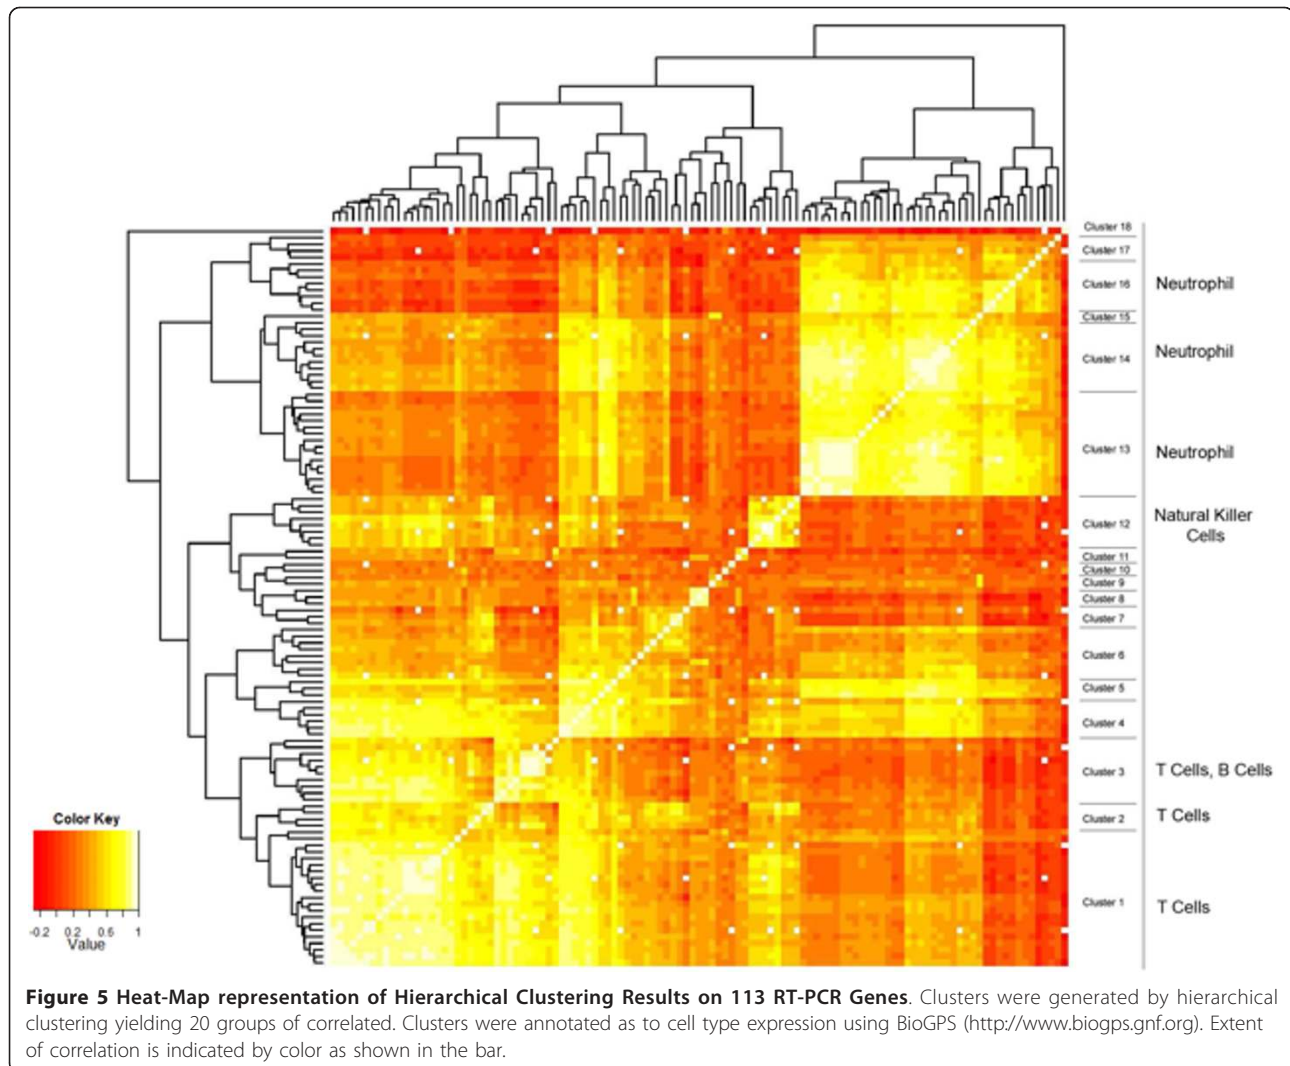 Cluster 18
Cluster 17
Cluster 16
Neutrophil
Cluster 15
Cluster 14
Neutrophil
Cluster 13
Neutrophil
Cluster 12
Natural Killer
Cells
Cluster 11
Cluster 10
Cluster 9
Cluster 8
Cluster 7
Cluster 6
Cluster 5
Cluster 4
Cluster 3
T Cells, B Cells
Cluster 2
T Cells
Cluster 1
T Cells
Color Key
-0.2 0.2 0.6 1
Value
Figure 5 Heat-Map representation of Hierarchical Clustering Results on 113 RT-PCR Genes. Clusters were generated by hierarchical
clustering yielding 20 groups of correlated. Clusters were annotated as to cell type expression using BioGPS (http://www.biogps.gnf.org). Extent
of correlation is indicated by color as shown in the bar.